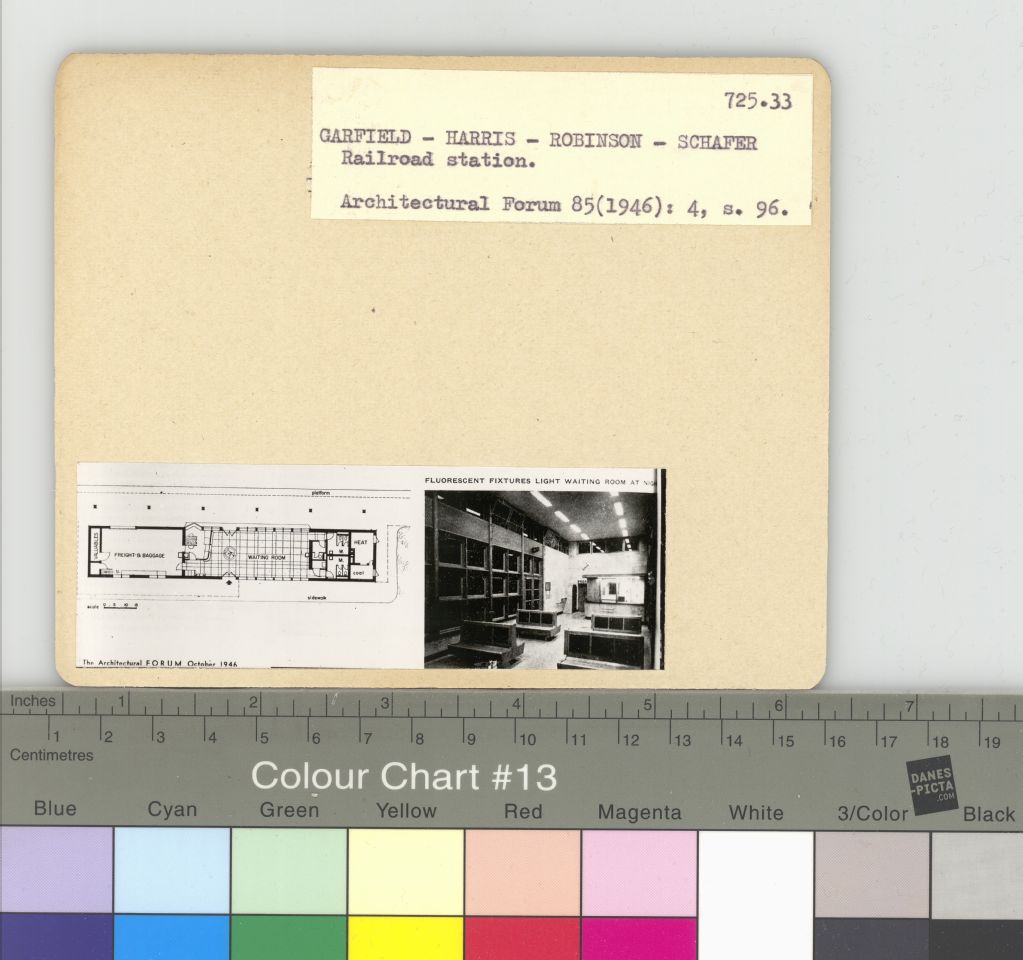 725.33
GARFIELD - HARRIS - ROBINSON - SCHAFER
Railroad station.
Architectural Forum 85(1946): 4, s. 96.
FLUORESCENT FIXTURES LIGHT WAITING ROOM AT
platform
VALUABLES
FREIGHT & BAGGAGE
WAITING ROOM
HEAT
coal
sidewalk
scale
The Architectural FORUM October 1946
Inches 1 2 3 4 5 6 7
1 2 3 4 5 6 7 8 9 10 11 12 13 14 15 16 17 18 19
Centimetres
Colour Chart #13
DANES
-PICTA
.COM
Blue Cyan Green Yellow Red Magenta White 3/Color Black